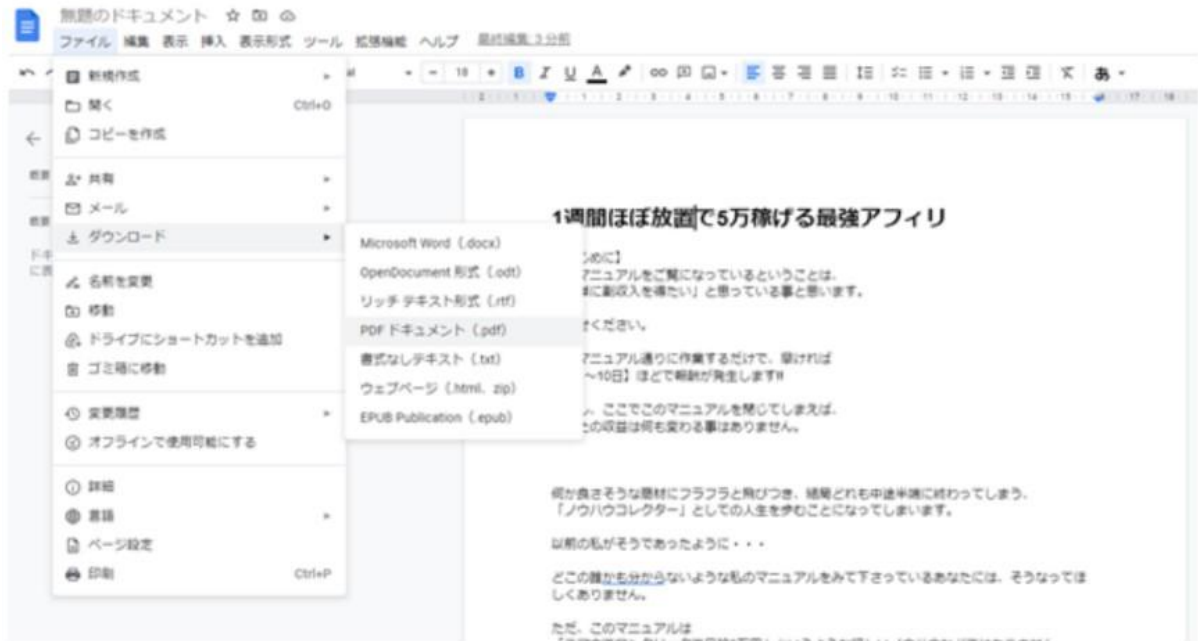 無題のドキュメント
ファイル 編集 表示 挿入 表示形式 ツール 拡張機能 ヘルプ 最終編集: 3 分前
18 B I U A あ
新規作成
開く Ctrl+O
コピーを作成
共有
メール
ダウンロード
名前を変更
移動
ドライブにショートカットを追加
ゴミ箱に移動
変更履歴
オフラインで使用可能にする
詳細
言語
ページ設定
印刷 Ctrl+P
Microsoft Word (.docx)
OpenDocument 形式 (.odt)
リッチ テキスト形式 (.rtf)
PDF ドキュメント (.pdf)
書式なしテキスト (.txt)
ウェブページ (.html、zip)
EPUB Publication (.epub)
1週間ほぼ放置で5万稼げる最強アフィリ
じめに】
マニュアルをご覧になっているということは、
に副収入を得たい」と思っている事と思います。
ください。
マニュアル通りに作業するだけで、早ければ
～10日】ほどで報酬が発生します!!
、ここでこのマニュアルを閉じてしまえば、
たの収益は何も変わる事はありません。
何か良さそうな商材にフラフラと飛びつき、結局どれも中途半端に終わってしまう、
「ノウハウコレクター」としての人生を歩むことになってしまいます。
以前の私がそうであったように・・・
どこの誰かも分からないような私のマニュアルをみて下さっているあなたには、そうなってほ
しくありません。
ただ、このマニュアルは